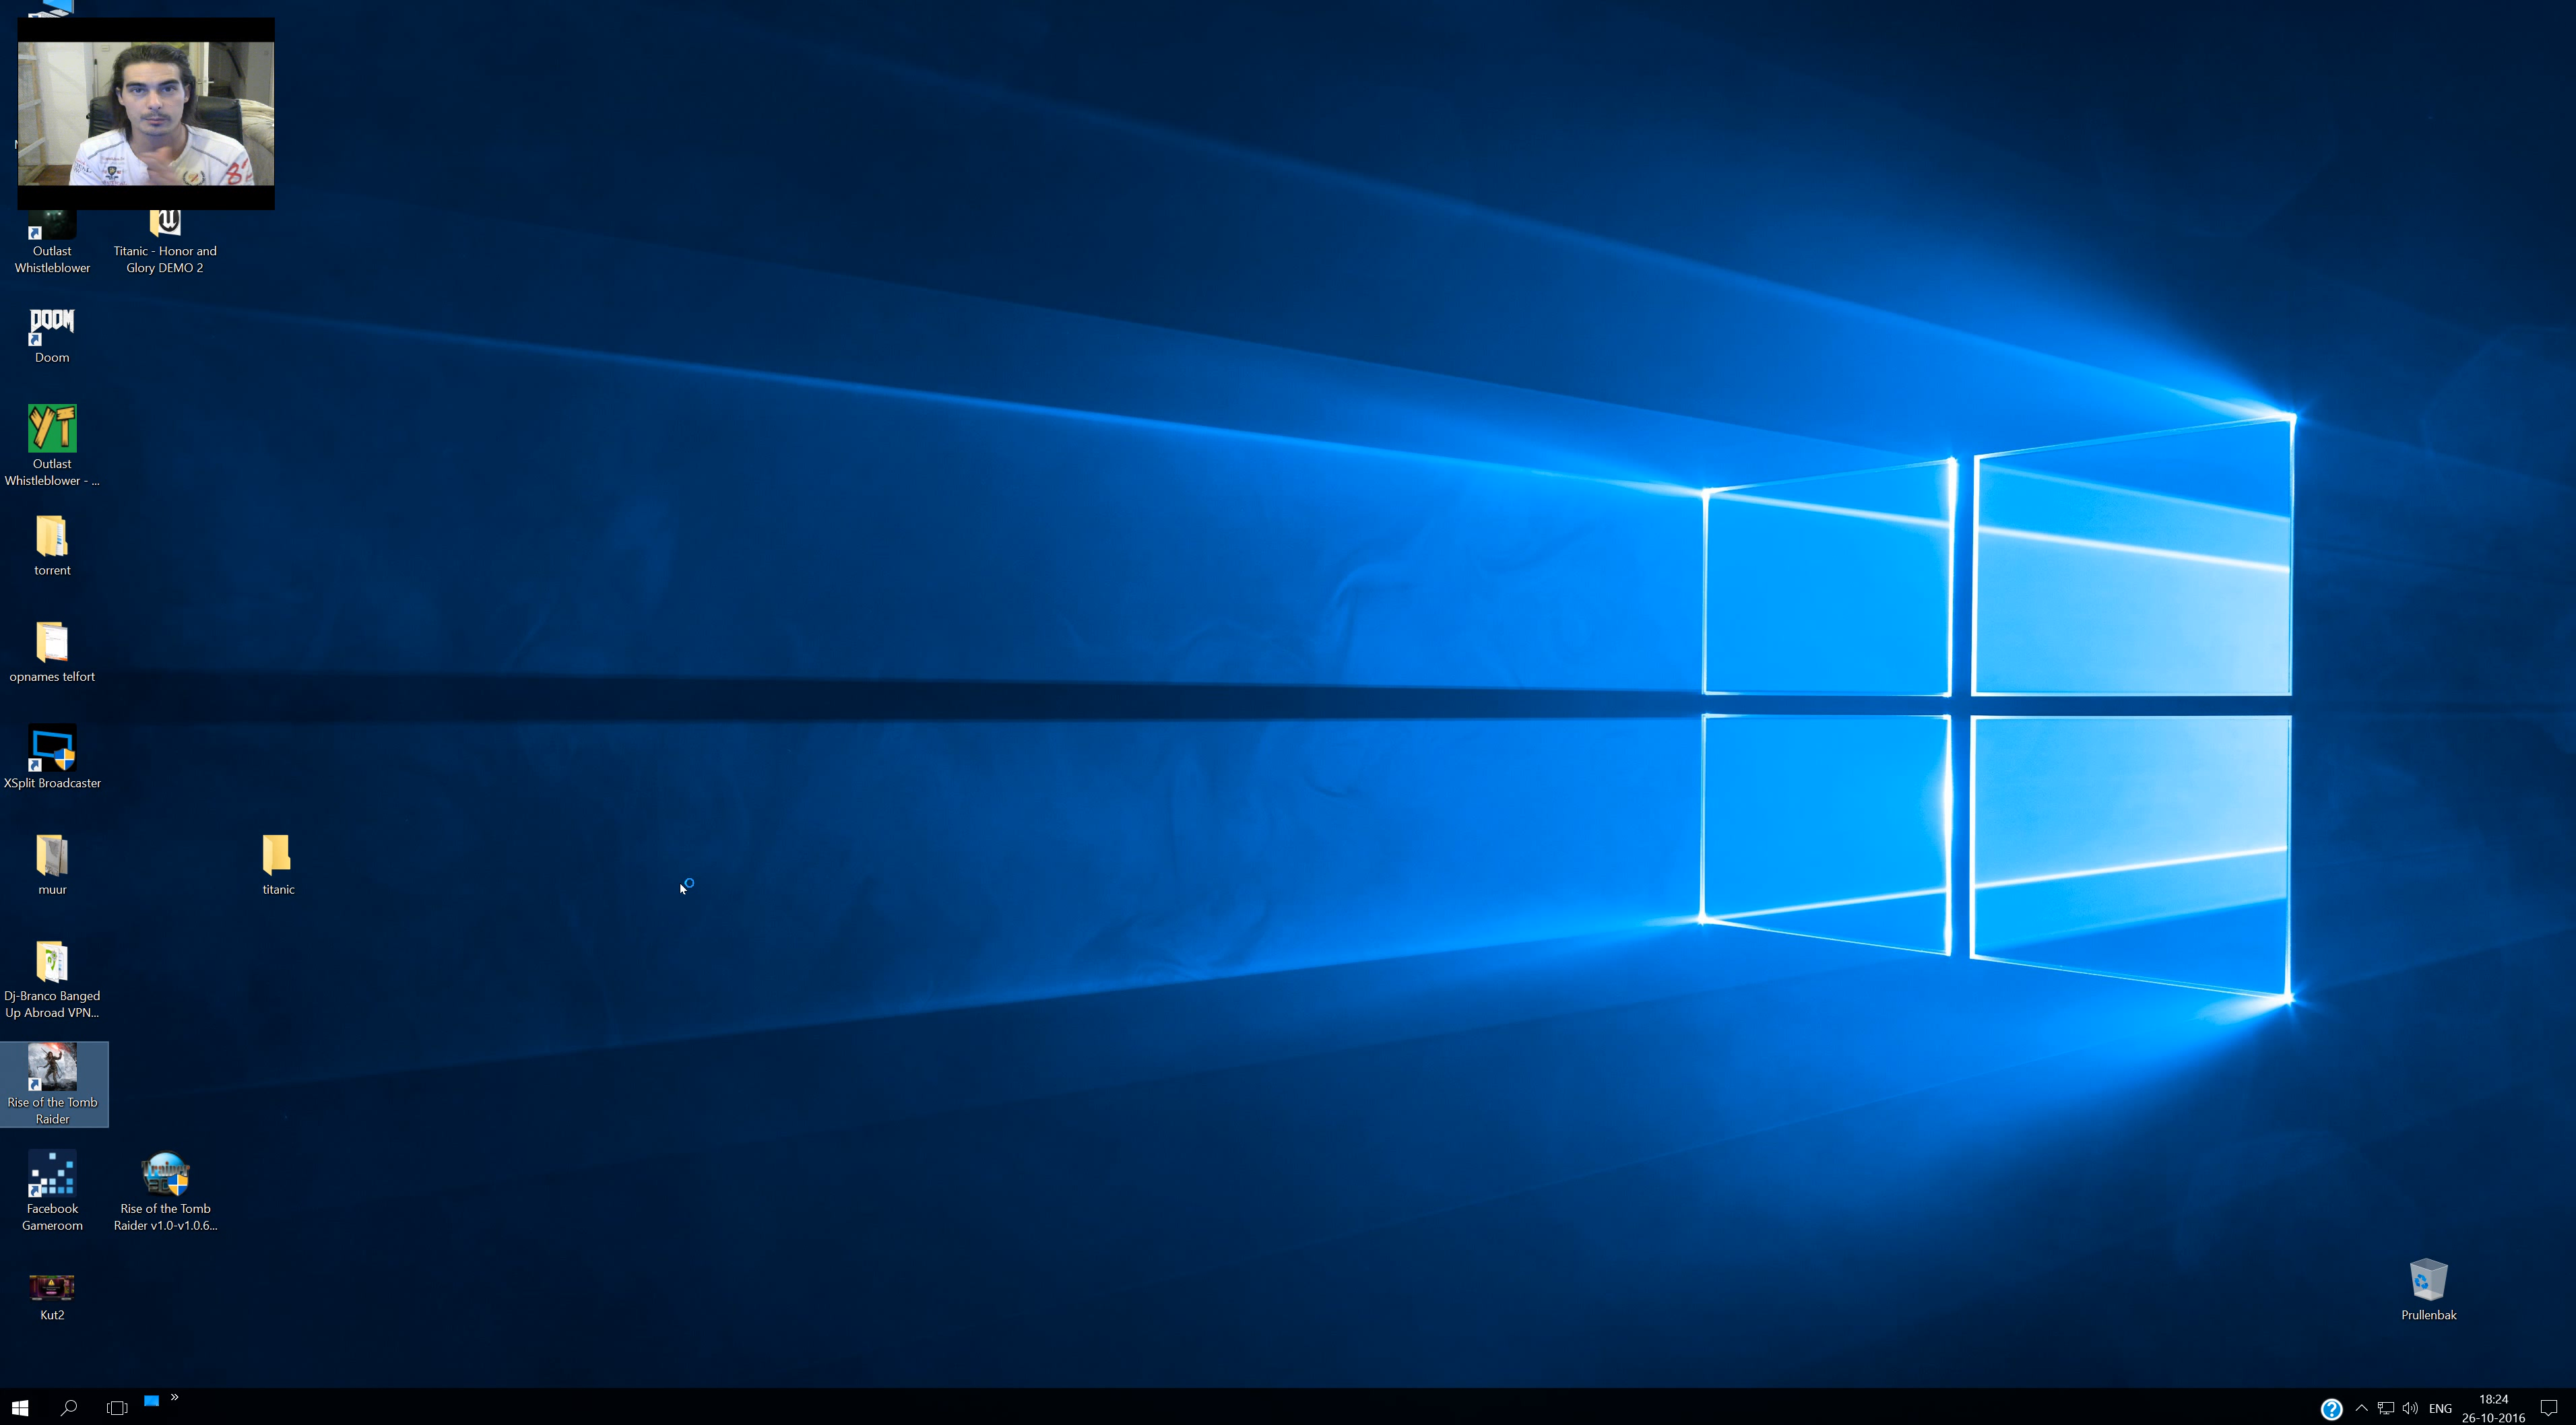 Outlast
Whistleblower
Titanic - Honor and
Glory DEMO 2
DOOM
Doom
YT
Outlast
Whistleblower - ...
torrent
opnames telfort
XSplit Broadcaster
muur
titanic
Dj-Branco Banged
Up Abroad VPN...
Rise of the Tomb
Raider
Facebook
Gameroom
Trainer
Rise of the Tomb
Raider v1.0-v1.0.6...
Kut2
Prullenbak
ENG
18:24
26-10-2016